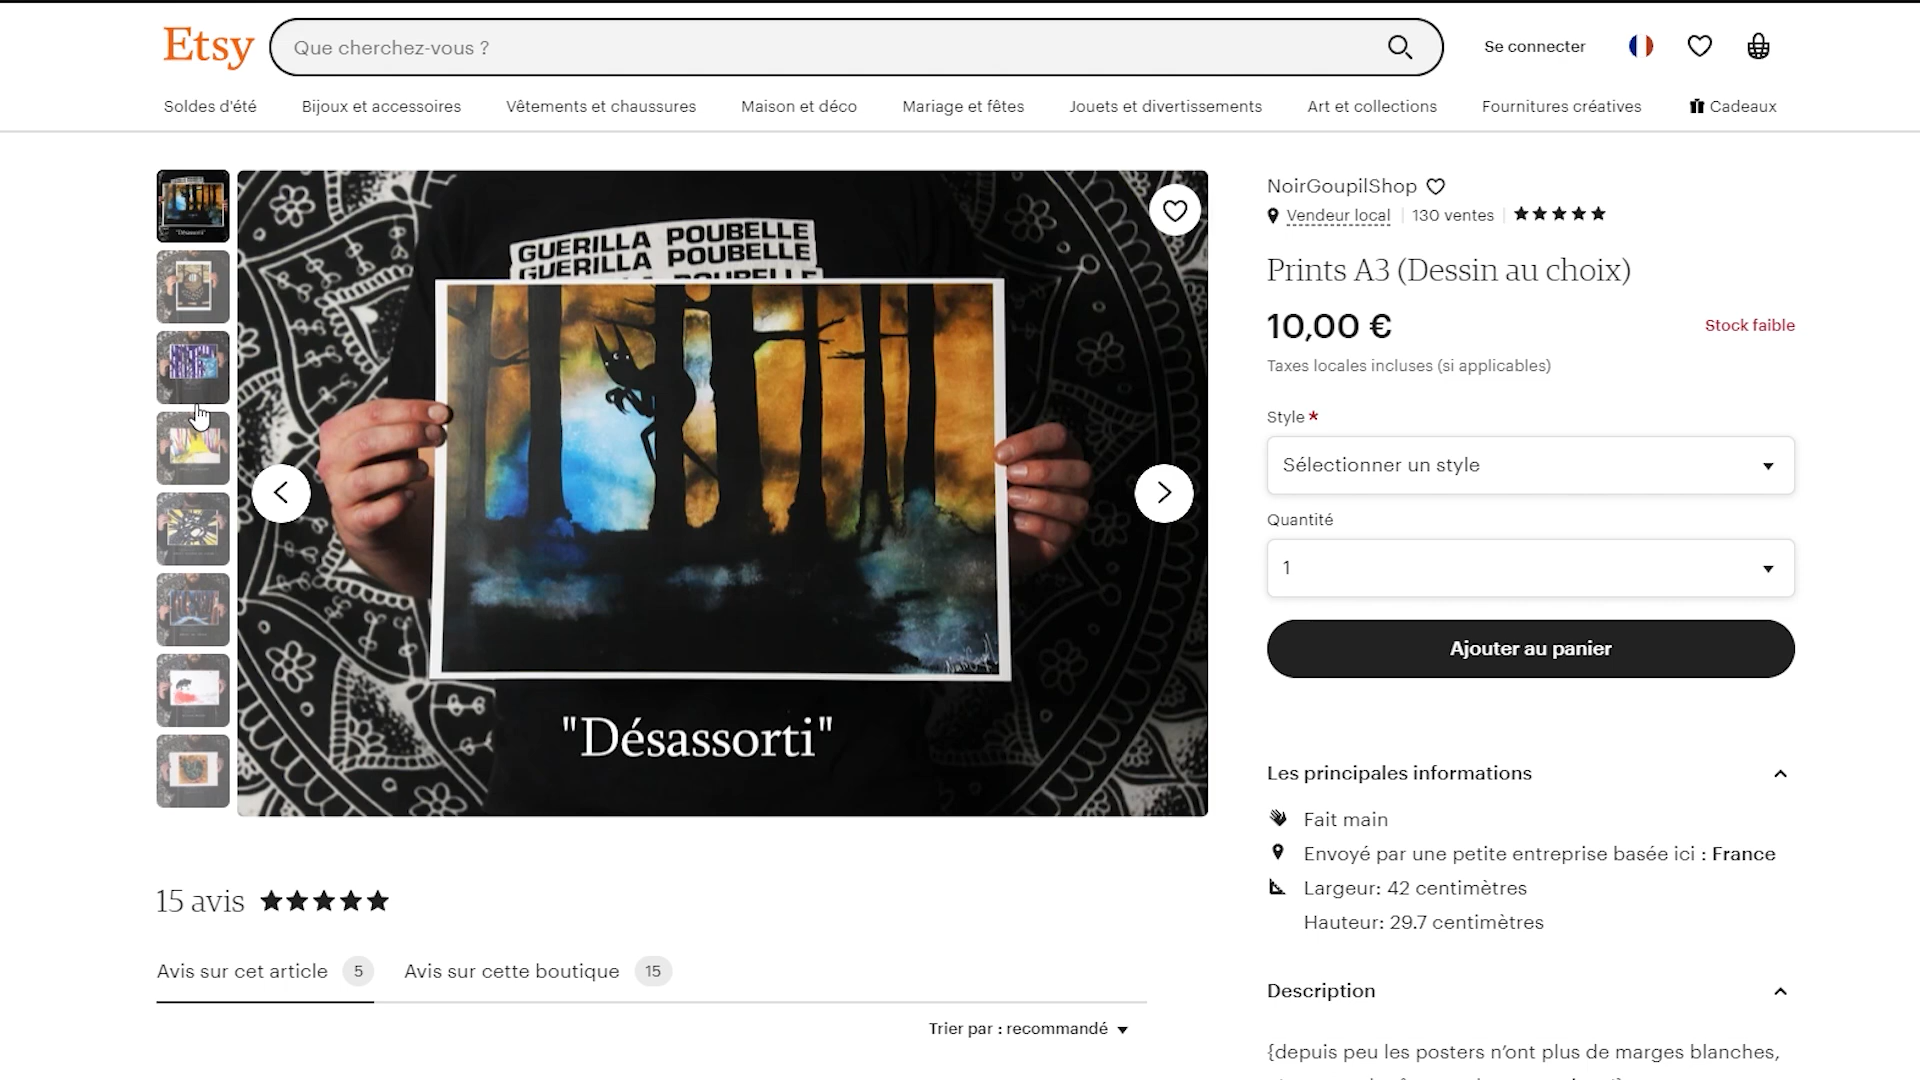 Etsy
Que cherchez-vous ?
Se connecter
Soldes d'été
Bijoux et accessoires
Vêtements et chaussures
Maison et déco
Mariage et fêtes
Jouets et divertissements
Art et collections
Fournitures créatives
Cadeaux
GUERILLA POUBELLE
GUERILLA POUBELLE
POUBELLE
"Désassorti"
NoirGoupilShop
Vendeur local
130 ventes
Prints A3 (Dessin au choix)
10,00 €
Stock faible
Taxes locales incluses (si applicables)
Style *
Sélectionner un style
Quantité
1
Ajouter au panier
Les principales informations
Fait main
Envoyé par une petite entreprise basée ici : France
Largeur: 42 centimètres
Hauteur: 29.7 centimètres
Description
{depuis peu les posters n’ont plus de marges blanches,
15 avis
Avis sur cet article 5
Avis sur cette boutique 15
Trier par : recommandé